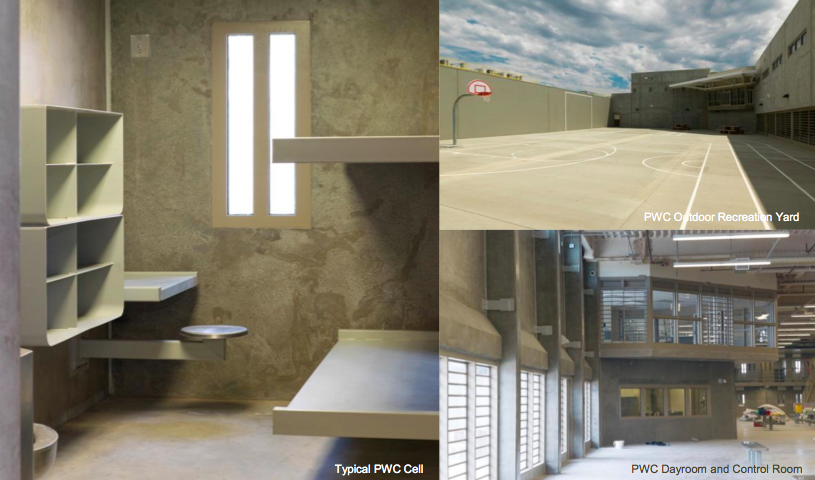 PWC Outdoor Recreation Yard
Typical PWC Cell
PWC Dayroom and Control Room